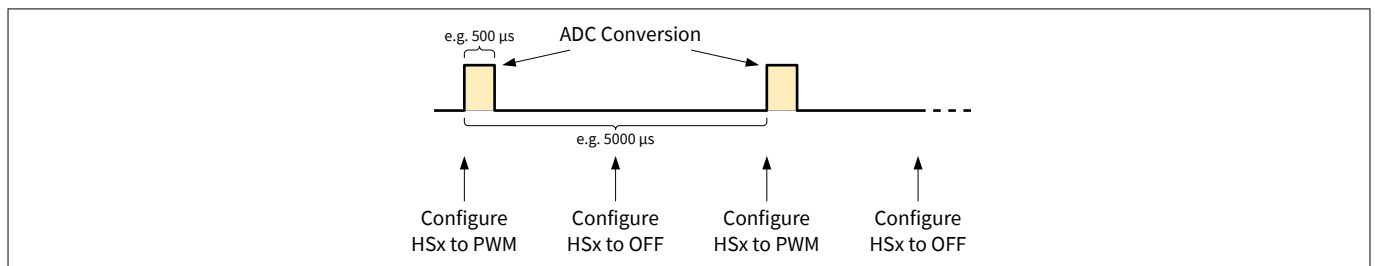 e.g. 500 µs
ADC Conversion
e.g. 5000 µs
Configure
HSx to PWM
Configure
HSx to OFF
Configure
HSx to PWM
Configure
HSx to OFF